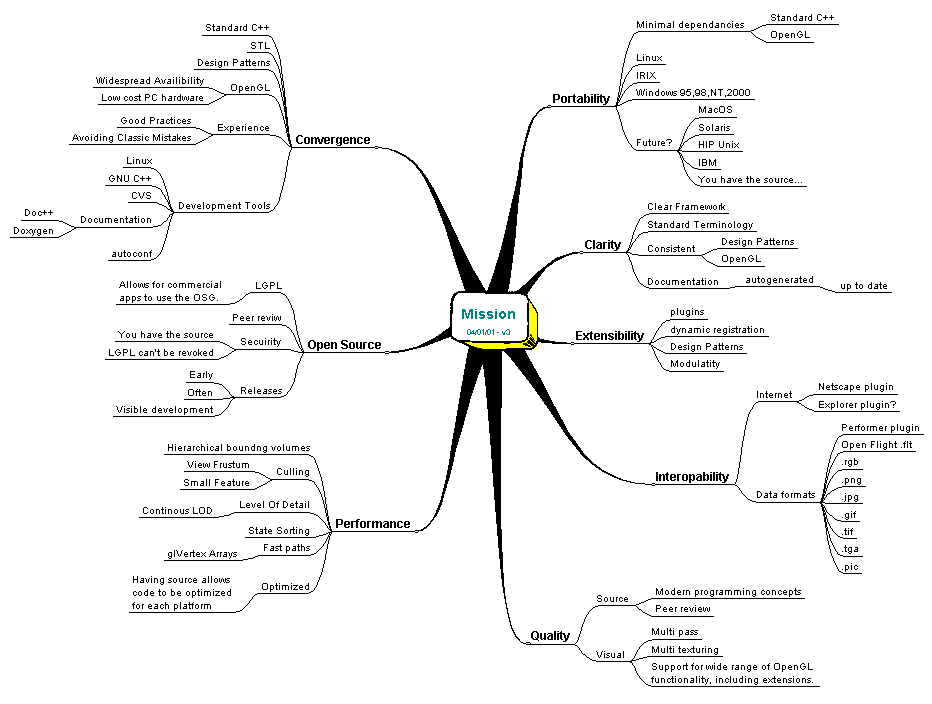 Mission
04/01/01 - v3
Convergence
Standard C++
STL
Design Patterns
OpenGL
Widespread Availibility
Low cost PC hardware
Experience
Good Practices
Avoiding Classic Mistakes
Development Tools
Linux
GNU C++
CVS
Documentation
Doc++
Doxygen
autoconf
Open Source
LGPL
Allows for commercial
apps to use the OSG.
Peer reviw
Secuirity
You have the source
LGPL can't be revoked
Releases
Early
Often
Visible development
Performance
Hierarchical boundng volumes
Culling
View Frustum
Small Feature
Level Of Detail
Continous LOD
State Sorting
Fast paths
glVertex Arrays
Optimized
Having source allows
code to be optimized
for each platform
Portability
Minimal dependancies
Standard C++
OpenGL
Linux
IRIX
Windows 95,98,NT,2000
Future?
MacOS
Solaris
HIP Unix
IBM
You have the source...
Clarity
Clear Framework
Standard Terminology
Consistent
Design Patterns
OpenGL
Documentation
autogenerated
up to date
Extensibility
plugins
dynamic registration
Design Patterns
Modulatity
Interopability
Internet
Netscape plugin
Explorer plugin?
Data formats
Performer plugin
Open Flight .flt
.rgb
.png
.jpg
.gif
.tif
.tga
.pic
Quality
Source
Modern programming concepts
Peer review
Visual
Multi pass
Multi texturing
Support for wide range of OpenGL
functionality, including extensions.